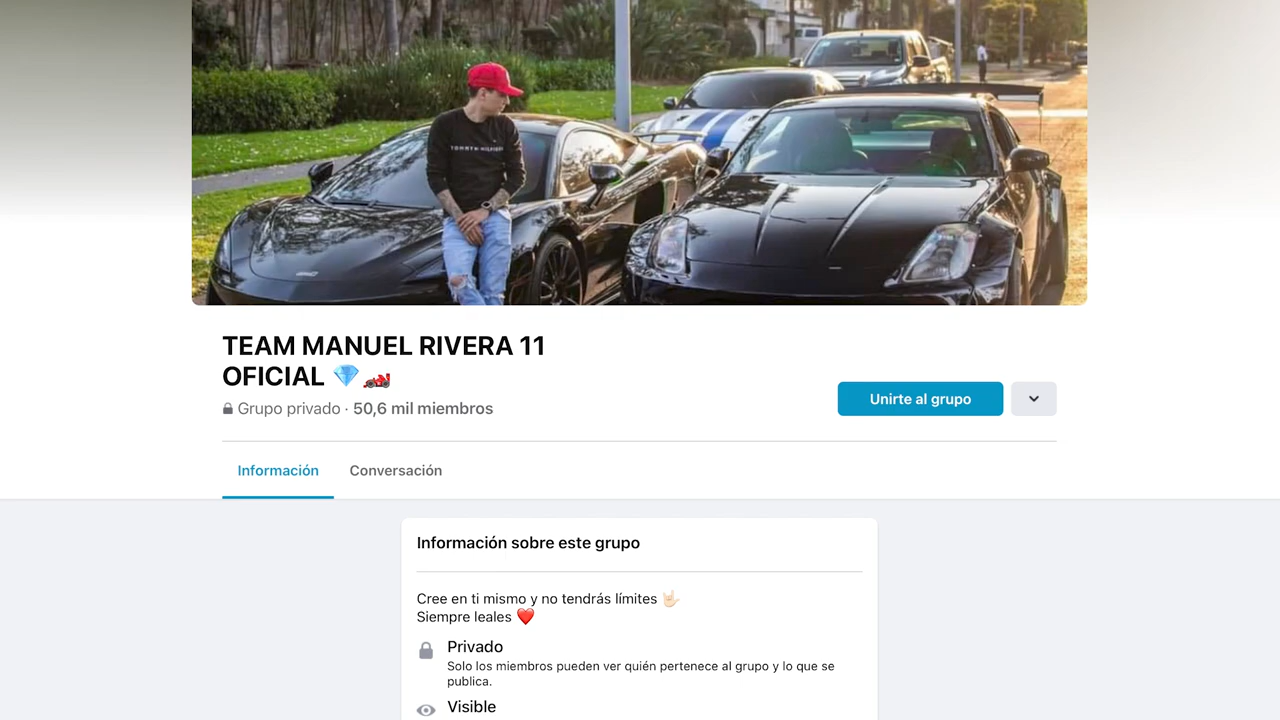 TOMMY HILFIGER
TEAM MANUEL RIVERA 11
OFICIAL 💎🏎️
Grupo privado · 50,6 mil miembros
Unirte al grupo
Información
Conversación
Información sobre este grupo
Cree en ti mismo y no tendrás límites 🤟🏻
Siempre leales ❤️
Privado
Solo los miembros pueden ver quién pertenece al grupo y lo que se
publica.
Visible